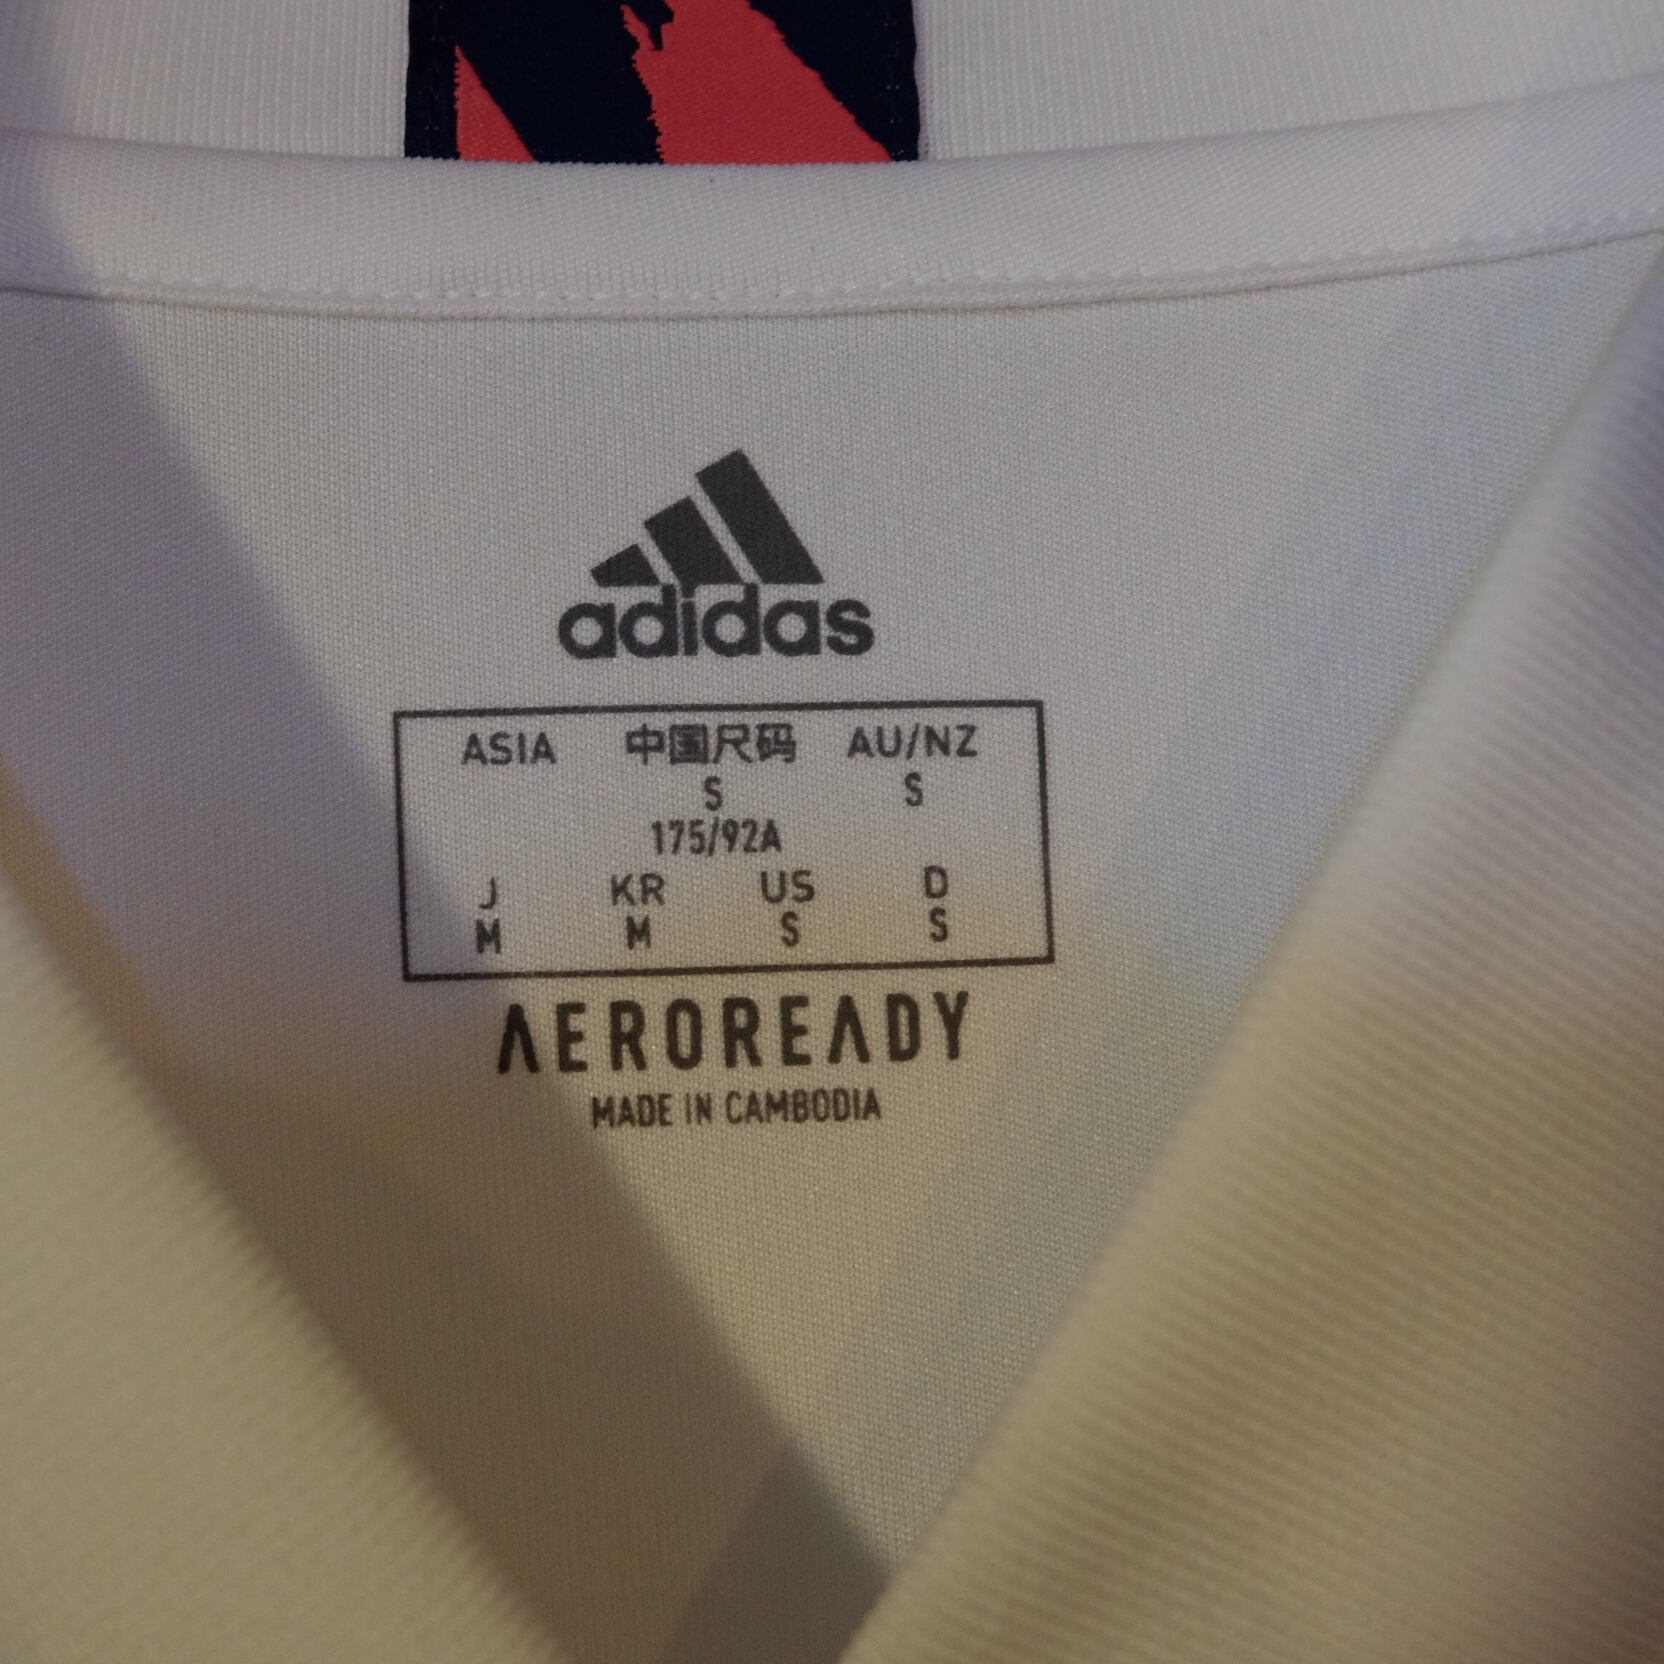 adidas
ASIA 中国尺码 AU/NZ
S S
175/92A
J KR US D
M M S S
AEROREADY
MADE IN CAMBODIA